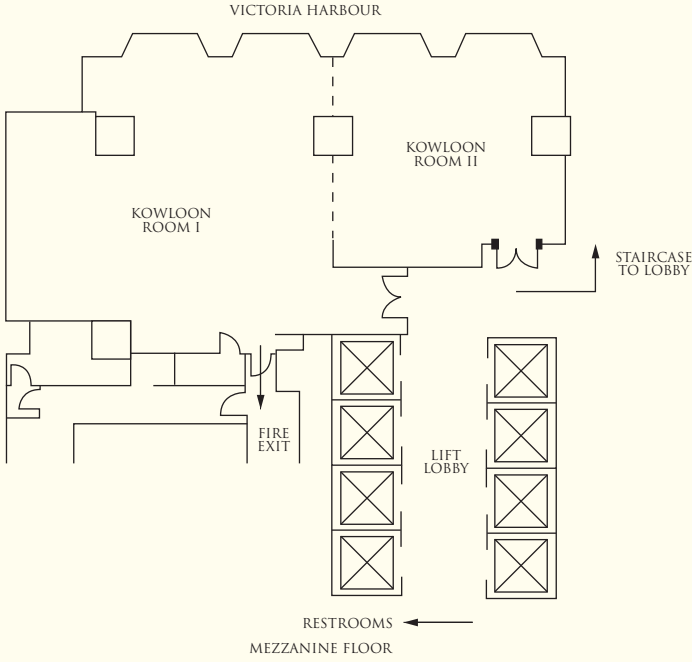 VICTORIA HARBOUR
KOWLOON
ROOM II
KOWLOON
ROOM I
STAIRCASE
TO LOBBY
FIRE
EXIT
LIFT
LOBBY
RESTROOMS
MEZZANINE FLOOR